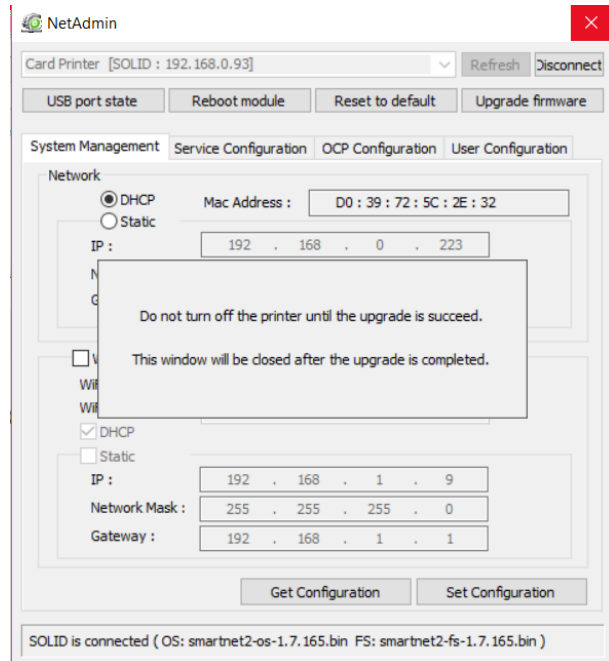 NetAdmin
Card Printer [SOLID : 192.168.0.93]
Refresh
Disconnect
USB port state
Reboot module
Reset to default
Upgrade firmware
System Management
Service Configuration
OCP Configuration
User Configuration
Network
DHCP
Mac Address :
D0 : 39 : 72 : 5C : 2E : 32
Static
IP :
192 . 168 . 0 . 223
Do not turn off the printer until the upgrade is succeed.
This window will be closed after the upgrade is completed.
DHCP
Static
IP :
192 . 168 . 1 . 9
Network Mask :
255 . 255 . 255 . 0
Gateway :
192 . 168 . 1 . 1
Get Configuration
Set Configuration
SOLID is connected ( OS: smartnet2-os-1.7.165.bin FS: smartnet2-fs-1.7.165.bin )